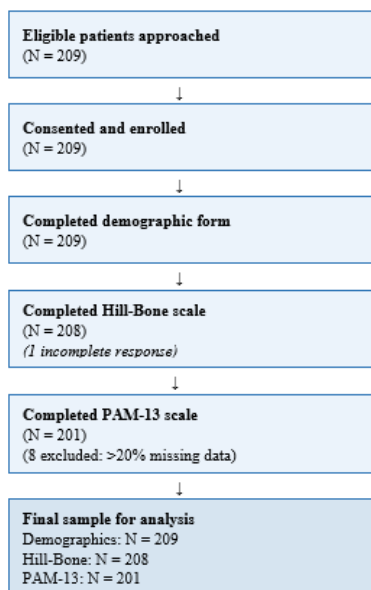 Eligible patients approached
(N = 209)
↓
Consented and enrolled
(N = 209)
↓
Completed demographic form
(N = 209)
↓
Completed Hill-Bone scale
(N = 208)
(1 incomplete response)
↓
Completed PAM-13 scale
(N = 201)
(8 excluded: >20% missing data)
↓
Final sample for analysis
Demographics: N = 209
Hill-Bone: N = 208
PAM-13: N = 201